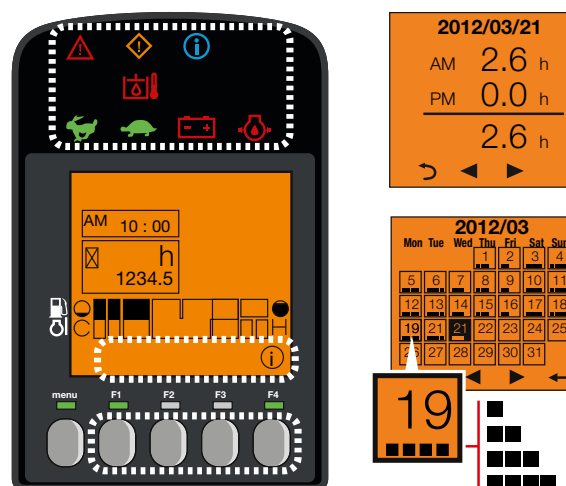 AM 10 : 00
h
1234.5
C H
menu F1 F2 F3 F4
2012/03/21
AM 2.6 h
PM 0.0 h
2.6 h
2012/03
Mon Tue Wed Thu Fri Sat Sun
1 2 3 4
5 6 7 8 9 10 11
12 13 14 15 16 17 18
19 21 21 22 23 24 25
26 27 28 29 30 31
19